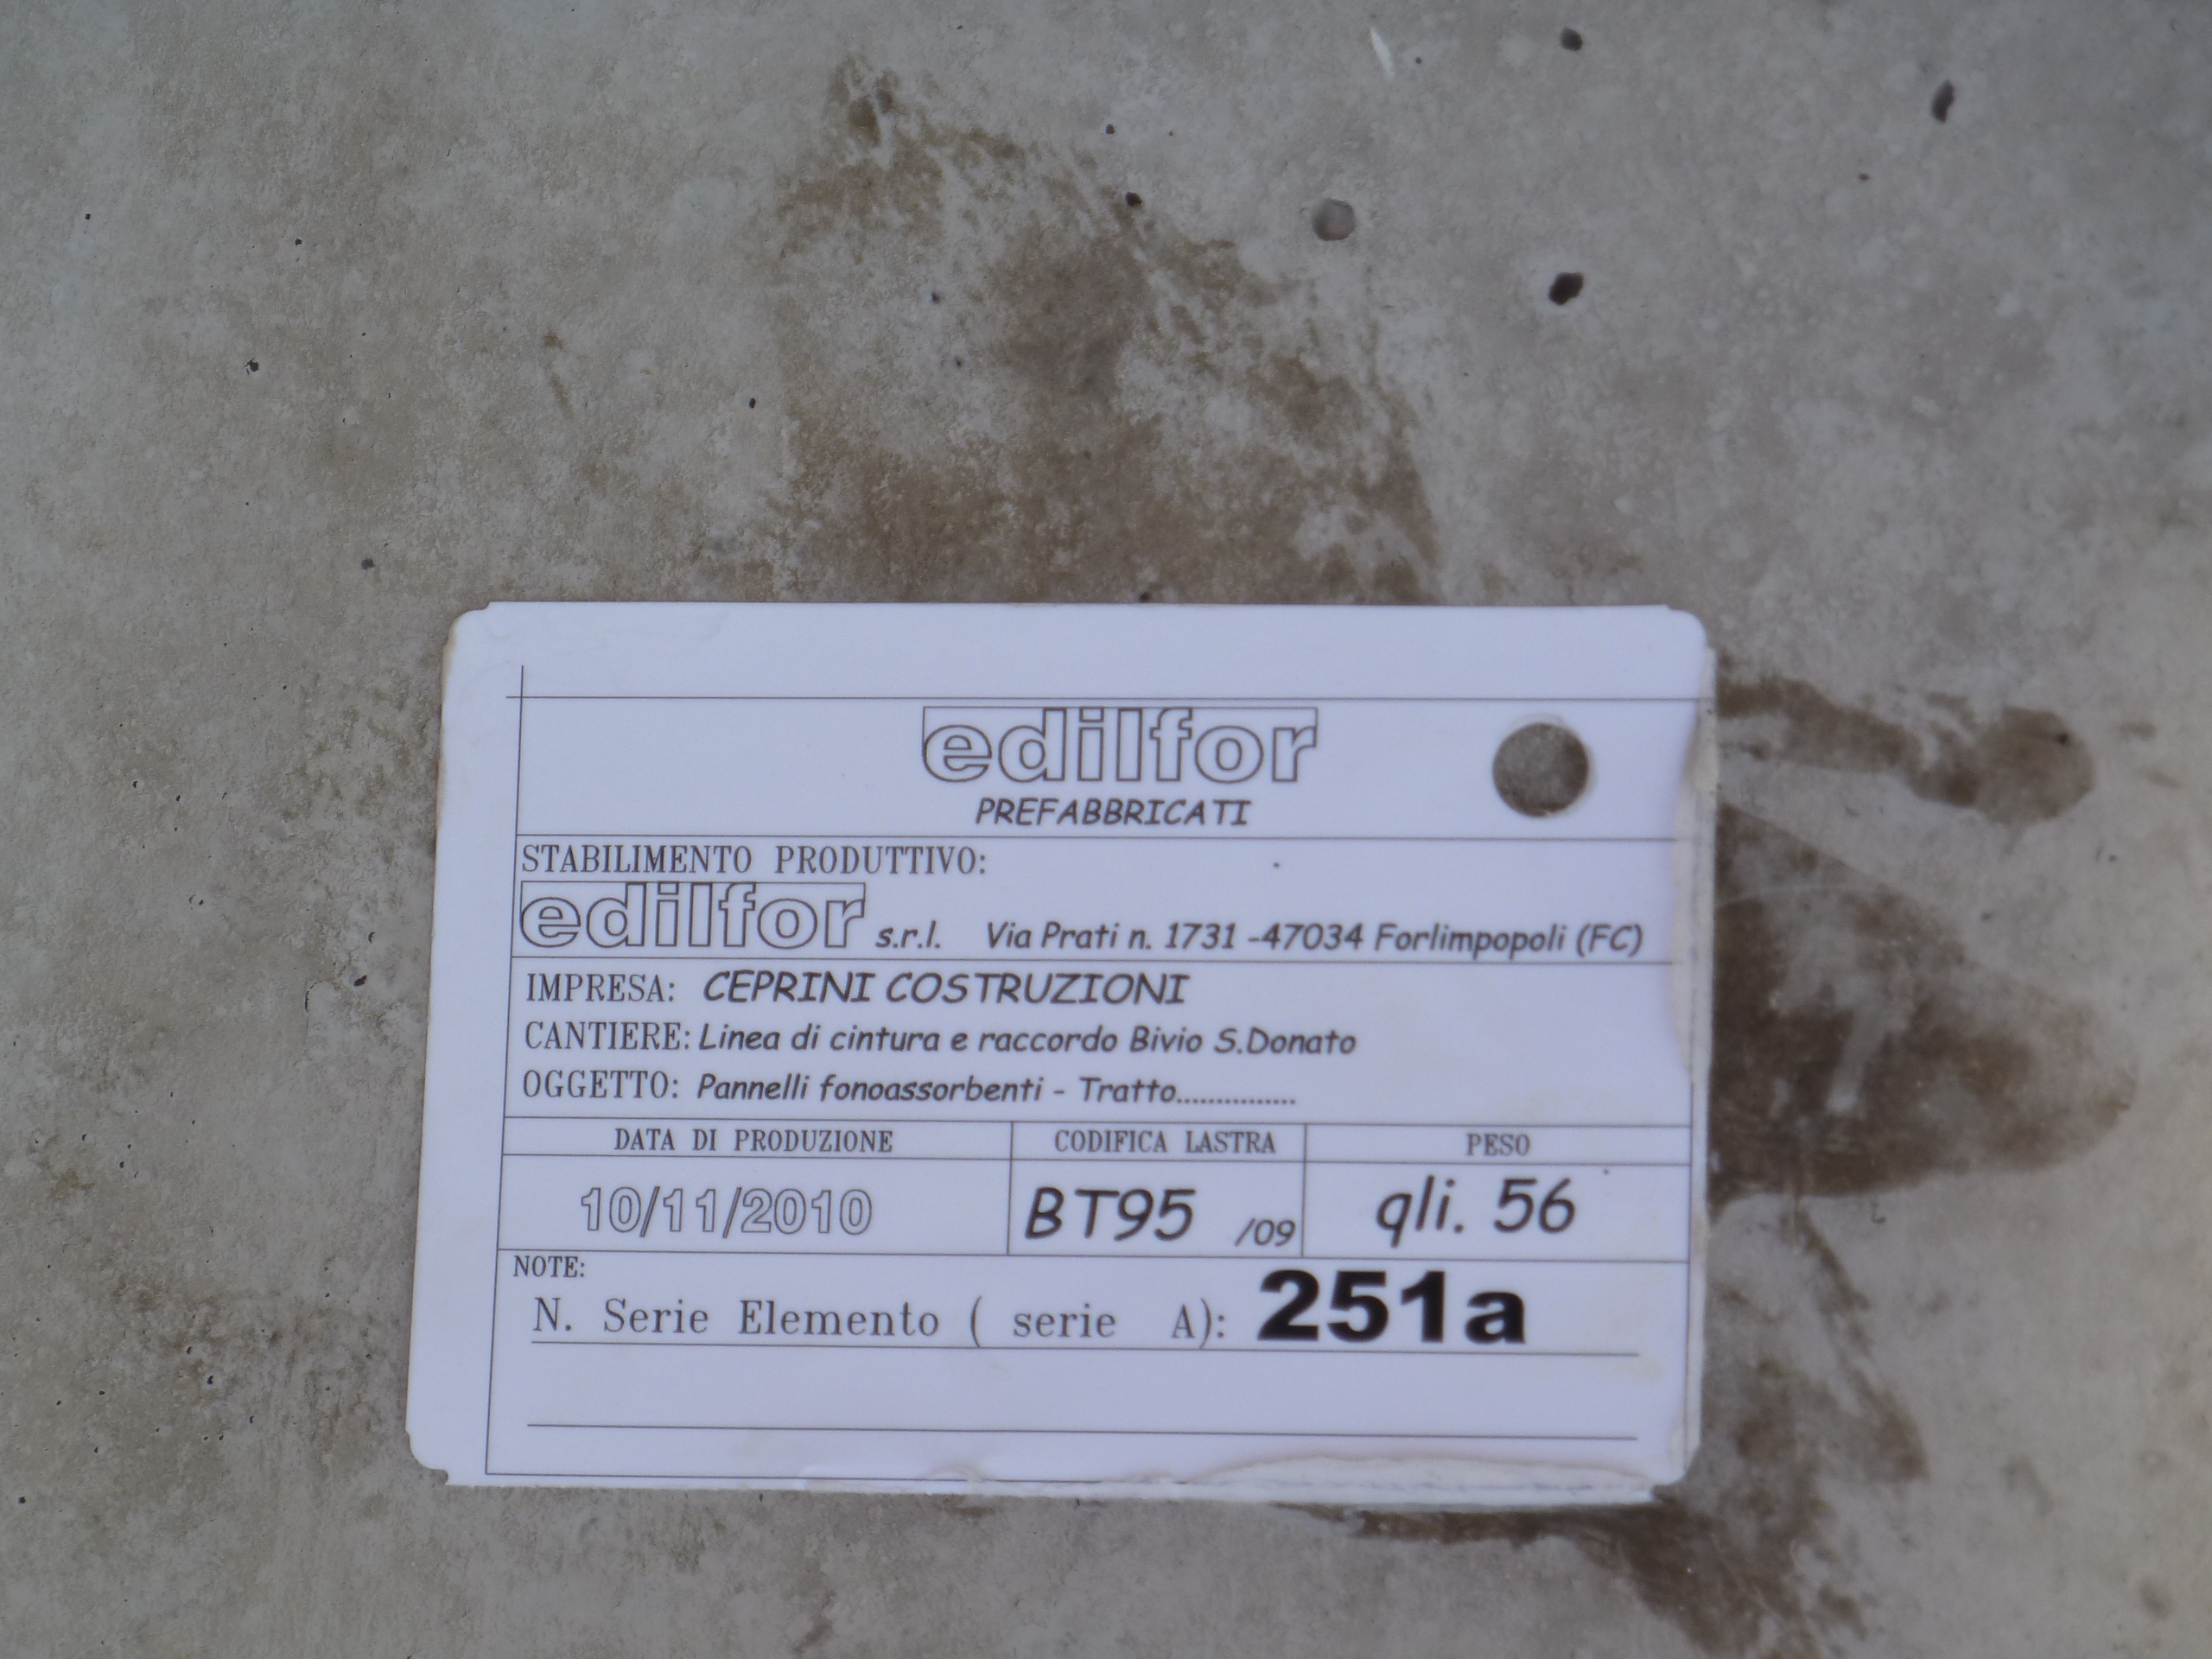 edilfor
PREFABBRICATI
STABILIMENTO PRODUTTIVO:
edilfor s.r.l. Via Prati n. 1731 -47034 Forlimpopoli (FC)
IMPRESA: CEPRINI COSTRUZIONI
CANTIERE: Linea di cintura e raccordo Bivio S.Donato
OGGETTO: Pannelli fonoassorbenti - Tratto...............
DATA DI PRODUZIONE CODIFICA LASTRA PESO
10/11/2010 BT95 /09 qli. 56
NOTE:
N. Serie Elemento ( serie A): 251a